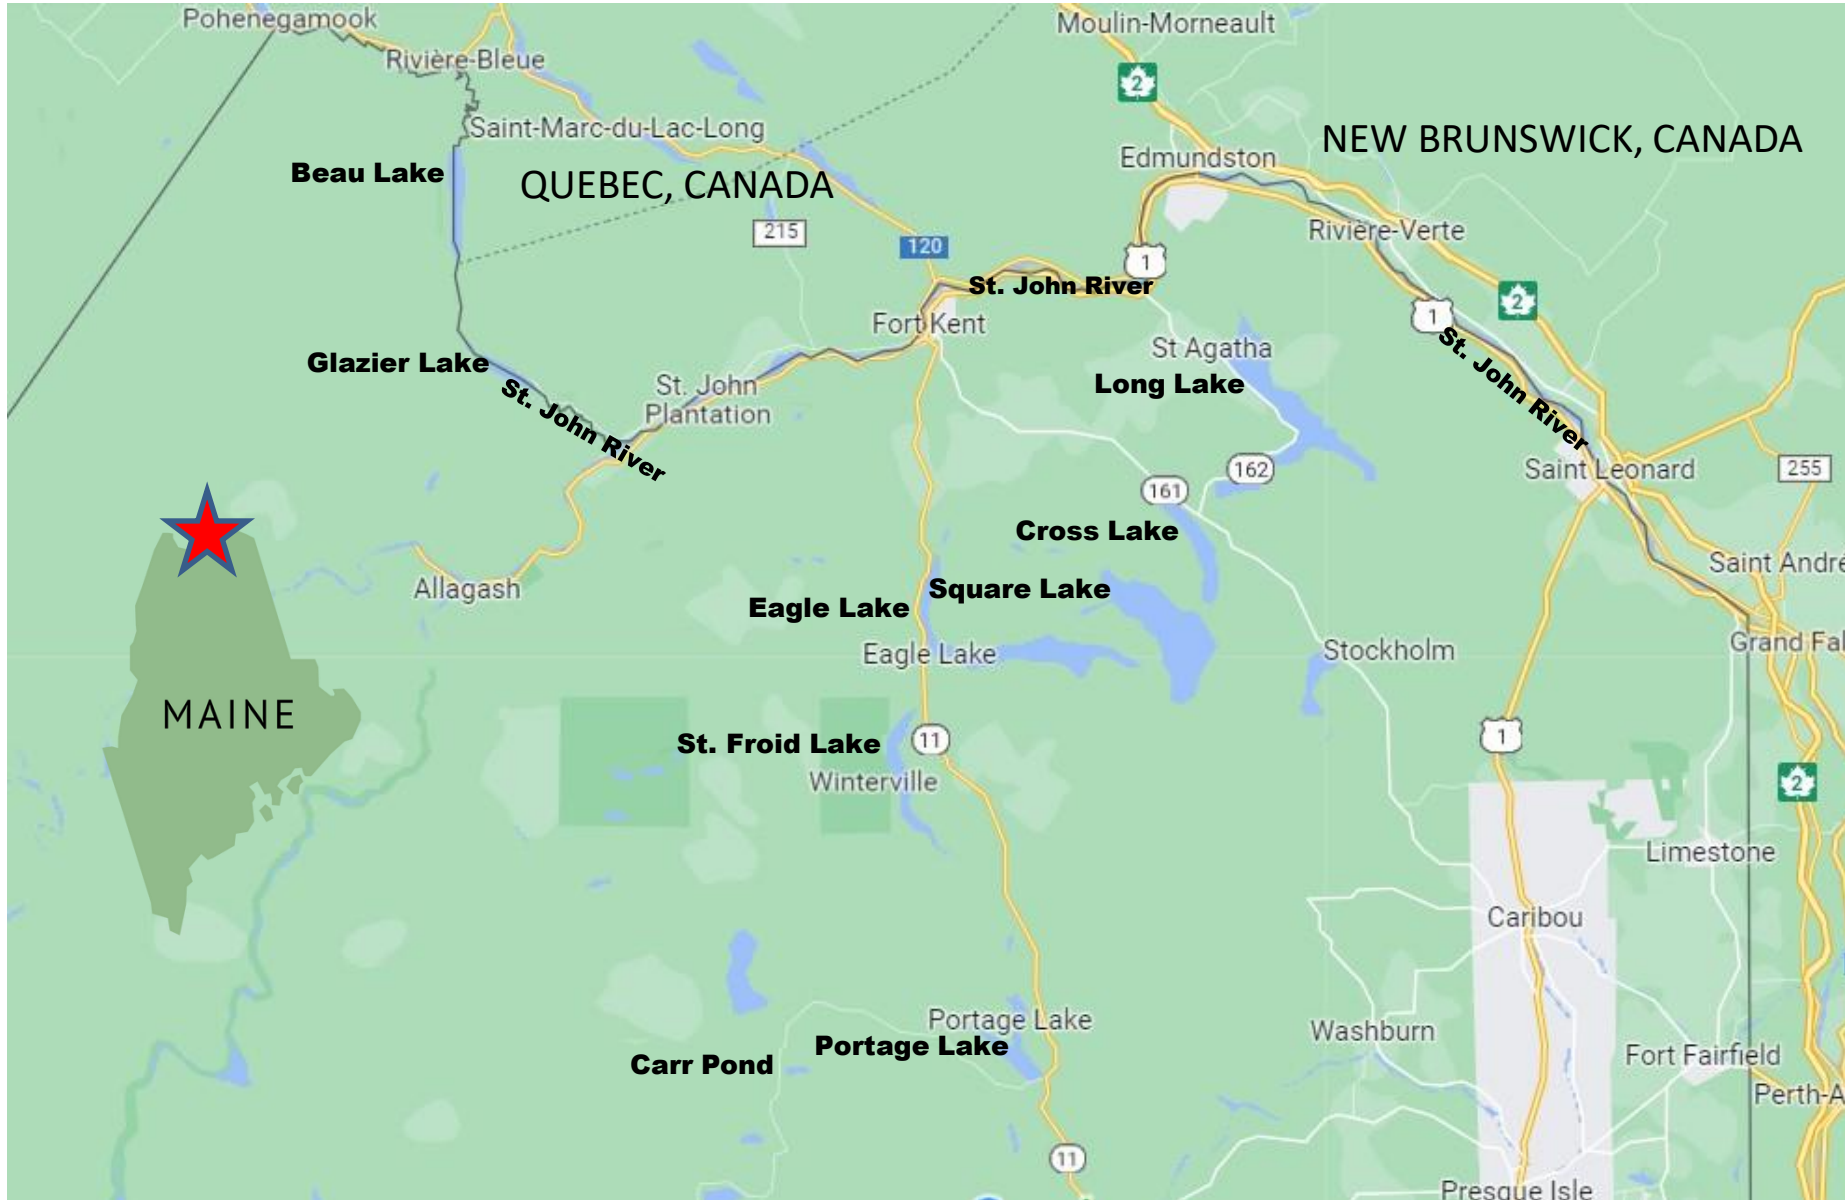 Pohenegamook
Moulin-Morneault
Rivière-Bleue
2
Saint-Marc-du-Lac-Long
NEW BRUNSWICK, CANADA
Edmundston
Beau Lake
QUEBEC, CANADA
215
120
Rivière-Verte
1
St. John River
2
1
Fort Kent
St. John River
St Agatha
Glazier Lake
Long Lake
St. John River
St. John
Plantation
162
Saint Leonard
255
161
Cross Lake
Saint André
Allagash
Square Lake
Eagle Lake
Eagle Lake
Stockholm
Grand Fal
MAINE
St. Froid Lake
11
1
Winterville
2
Limestone
Caribou
Portage Lake
Portage Lake
Washburn
Carr Pond
Fort Fairfield
Perth-A
11
Presque Isle